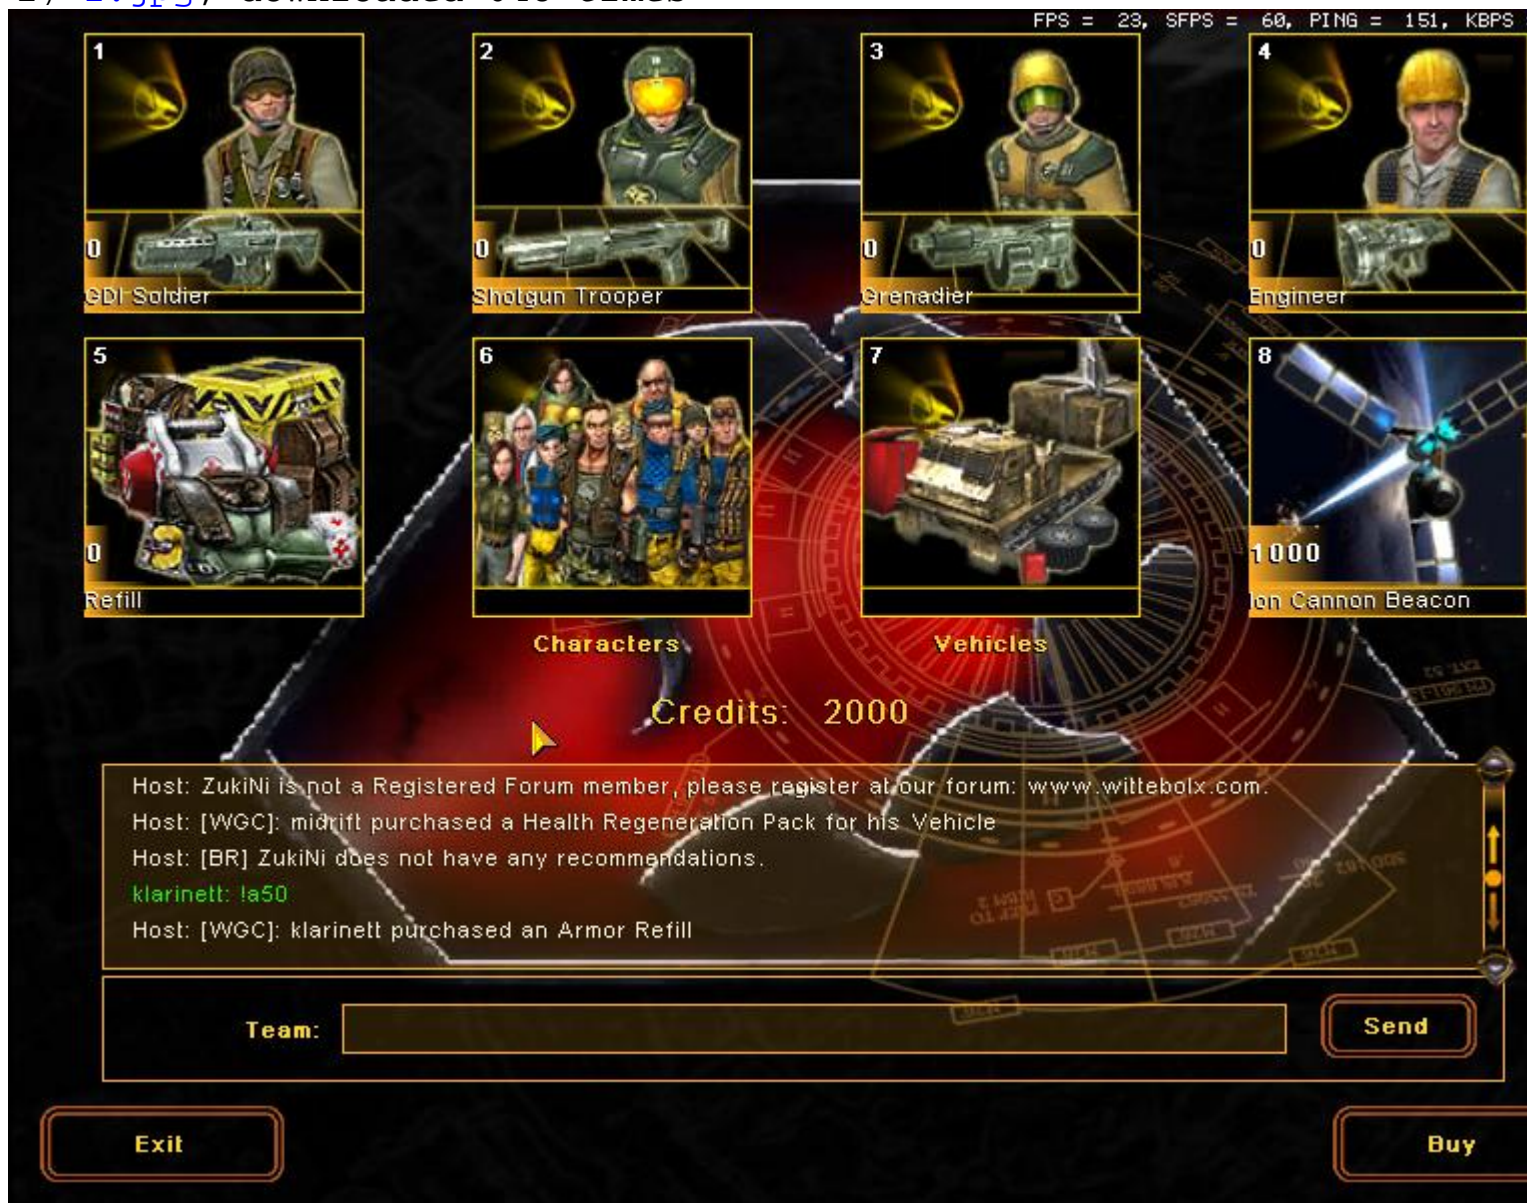 FPS = 23, SFPS = 60, PING = 151, KBPS
1
2
3
4
0
0
0
0
GDI Soldier
Shotgun Trooper
Grenadier
Engineer
5
6
7
8
0
1000
Refill
Ion Cannon Beacon
Characters
Vehicles
Credits: 2000
Host: ZukiNi is not a Registered Forum member, please register at our forum: www.wittebolx.com.
Host: [WGC]: midrift purchased a Health Regeneration Pack for his Vehicle
Host: [BR] ZukiNi does not have any recommendations.
klarinett: !a50
Host: [WGC]: klarinett purchased an Armor Refill
Team:
Send
Exit
Buy